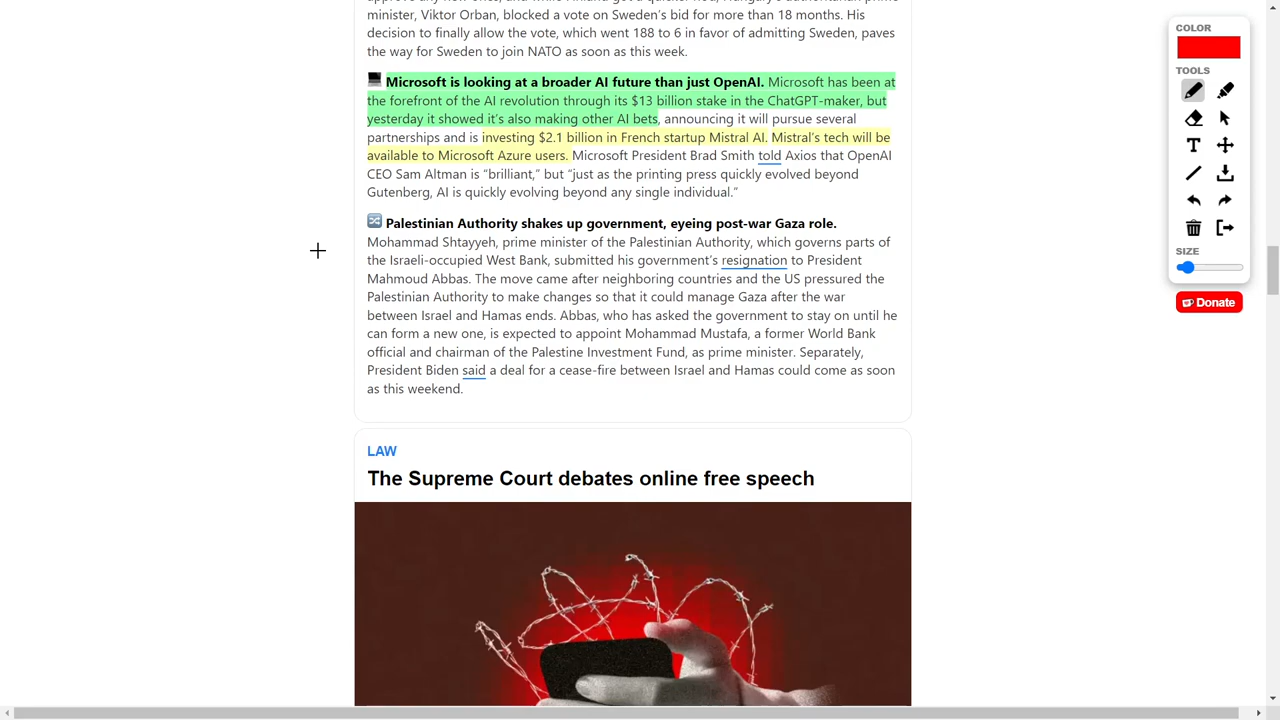 minister, Viktor Orban, blocked a vote on Sweden's bid for more than 18 months. His
decision to finally allow the vote, which went 188 to 6 in favor of admitting Sweden, paves
the way for Sweden to join NATO as soon as this week.
Microsoft is looking at a broader AI future than just OpenAI. Microsoft has been at
the forefront of the AI revolution through its $13 billion stake in the ChatGPT-maker, but
yesterday it showed it's also making other AI bets, announcing it will pursue several
partnerships and is investing $2.1 billion in French startup Mistral AI. Mistral's tech will be
available to Microsoft Azure users. Microsoft President Brad Smith told Axios that OpenAI
CEO Sam Altman is “brilliant,” but “just as the printing press quickly evolved beyond
Gutenberg, AI is quickly evolving beyond any single individual.”
Palestinian Authority shakes up government, eyeing post-war Gaza role.
Mohammad Shtayyeh, prime minister of the Palestinian Authority, which governs parts of
the Israeli-occupied West Bank, submitted his government's resignation to President
Mahmoud Abbas. The move came after neighboring countries and the US pressured the
Palestinian Authority to make changes so that it could manage Gaza after the war
between Israel and Hamas ends. Abbas, who has asked the government to stay on until he
can form a new one, is expected to appoint Mohammad Mustafa, a former World Bank
official and chairman of the Palestine Investment Fund, as prime minister. Separately,
President Biden said a deal for a cease-fire between Israel and Hamas could come as soon
as this weekend.
LAW
The Supreme Court debates online free speech
COLOR
TOOLS
T
SIZE
Donate